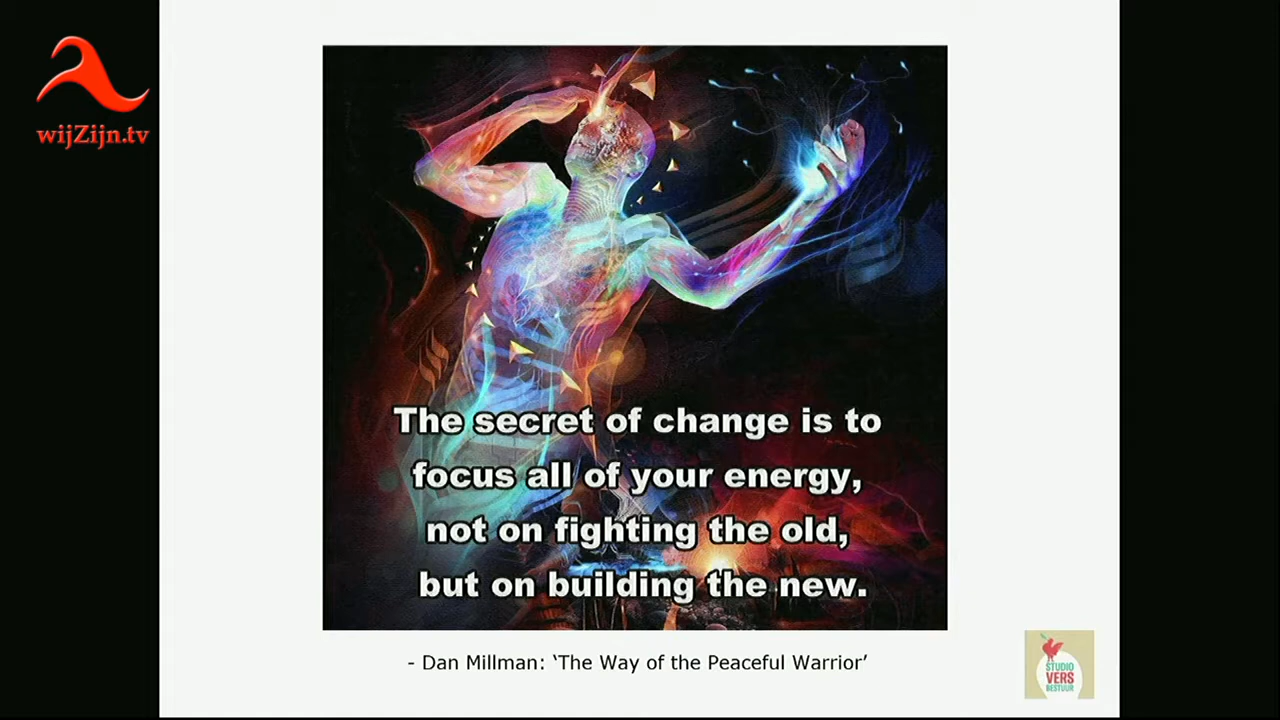 wijZijn.tv
The secret of change is to
focus all of your energy,
not on fighting the old,
but on building the new.
- Dan Millman: ‘The Way of the Peaceful Warrior’
STUDIO
VERS
BESTUUR